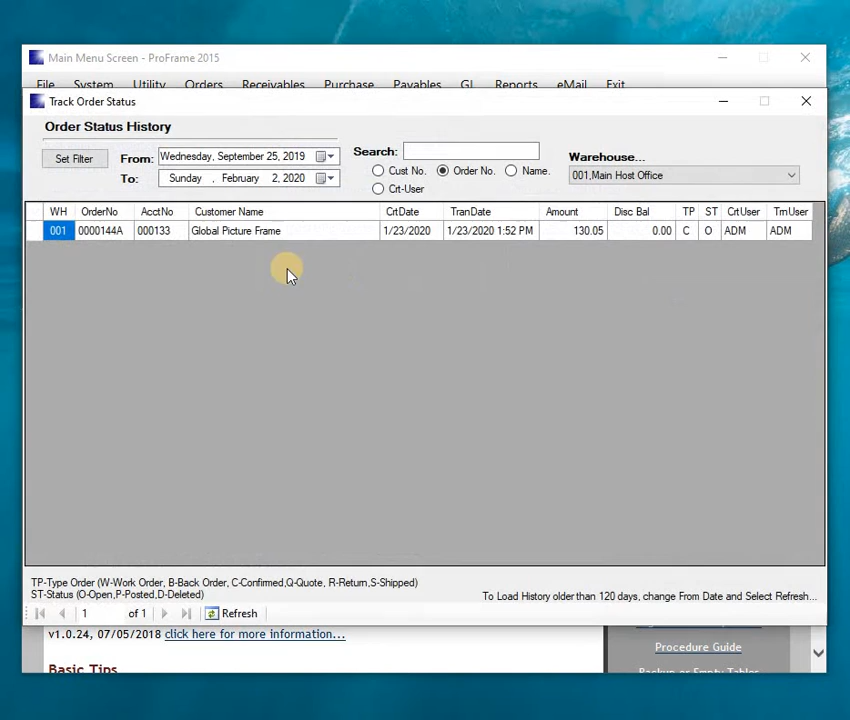 Main Menu Screen - ProFrame 2015
File System Utility Orders Receivables Purchase Payables GL Reports eMail Exit
Track Order Status
Order Status History
Set Filter From: Wednesday, September 25, 2019
To: Sunday , February 2, 2020
Search:
Cust No. Order No. Name.
Crt-User
Warehouse...
001,Main Host Office
WH OrderNo AcctNo Customer Name CrtDate TranDate Amount Disc Bal TP ST CrtUser TrnUser
001 0000144A 000133 Global Picture Frame 1/23/2020 1/23/2020 1:52 PM 130.05 0.00 C O ADM ADM
TP-Type Order (W-Work Order, B-Back Order, C-Confirmed,Q-Quote, R-Return,S-Shipped)
ST-Status (O-Open,P-Posted,D-Deleted)
To Load History older than 120 days, change From Date and Select Refresh...
1 of 1 Refresh
v1.0.24, 07/05/2018 click here for more information...
Procedure Guide
Basic Tips
Backup or Empty Tables